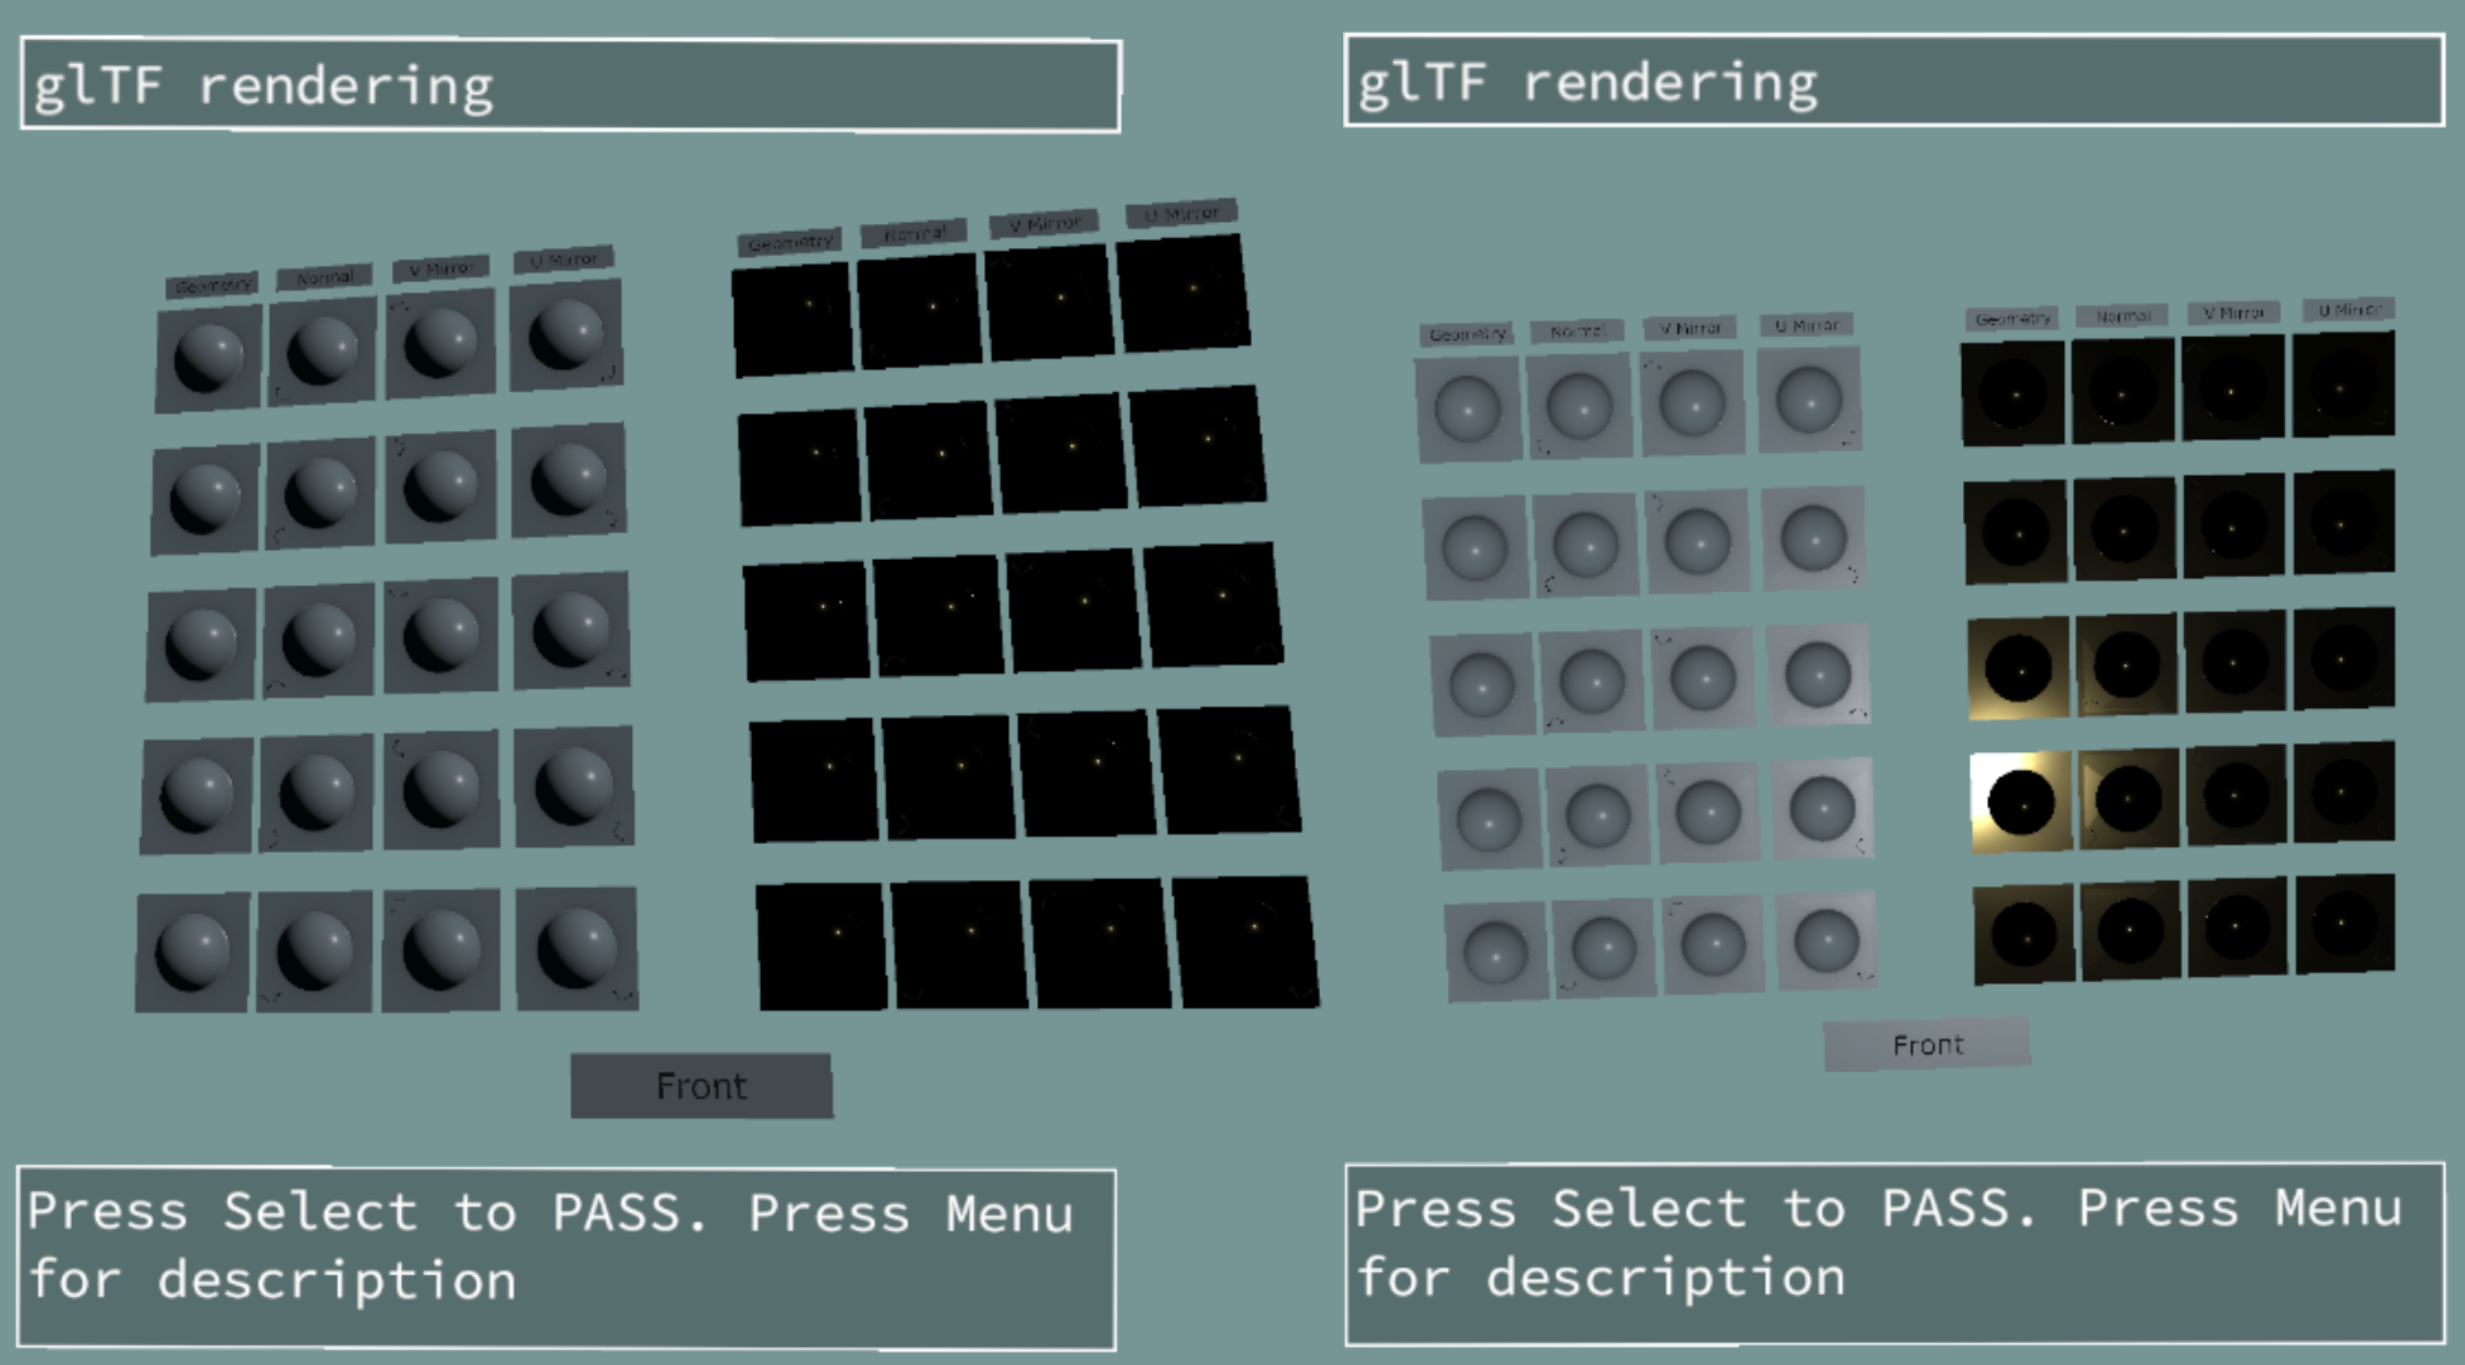 glTF rendering
Geometry Normal V Mirror U Mirror
Geometry Normal V Mirror U Mirror
Front
Press Select to PASS. Press Menu
for description
glTF rendering
Geometry Normal V Mirror U Mirror
Geometry Normal V Mirror U Mirror
Front
Press Select to PASS. Press Menu
for description